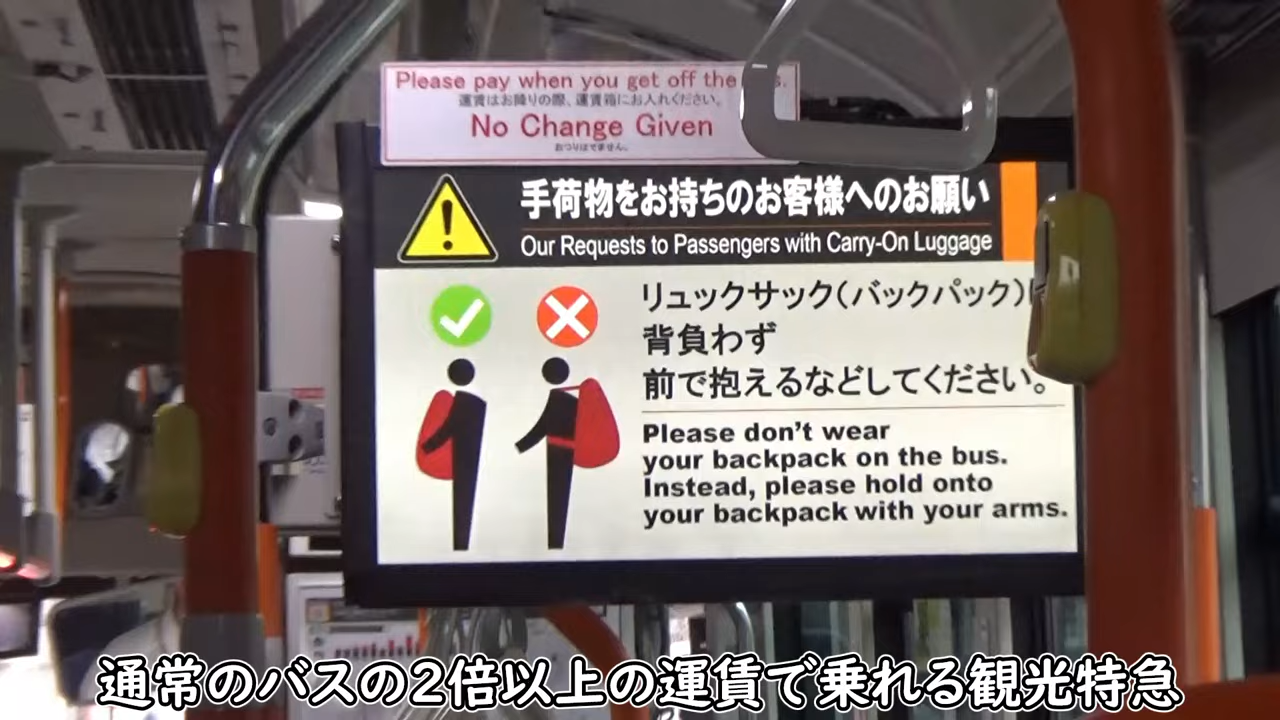 Please pay when you get off the
運賃はお降りの際、運賃箱にお入れください。
No Change Given
おつりはでません。
手荷物をお持ちのお客様へのお願い
Our Requests to Passengers with Carry-On Luggage
リュックサック(バックパック)
背負わず
前で抱えるなどしてください。
Please don't wear
your backpack on the bus.
Instead, please hold onto
your backpack with your arms.
通常のバスの2倍以上の運賃で乗れる観光特急